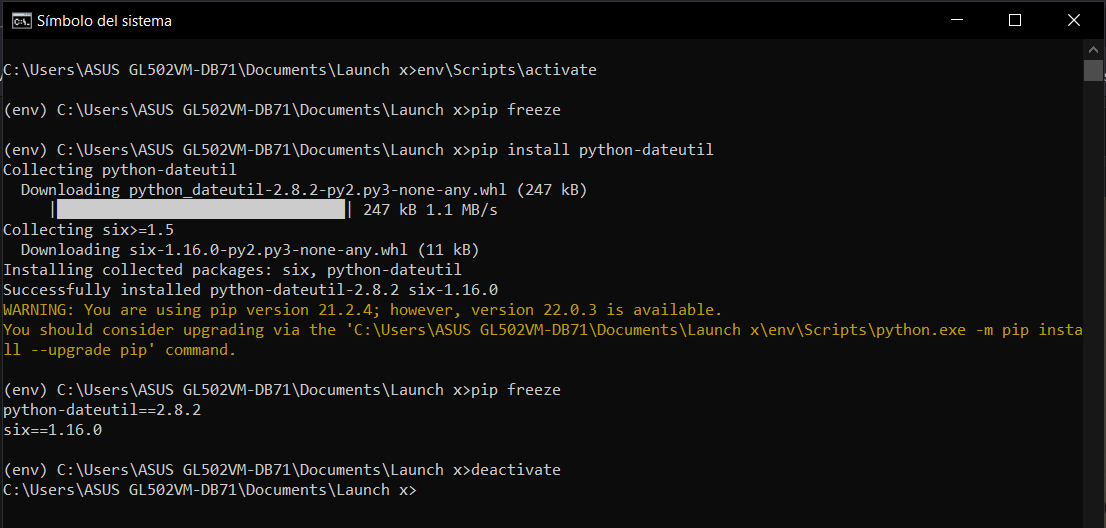 Símbolo del sistema
C:\Users\ASUS GL502VM-DB71\Documents\Launch x>env\Scripts\activate
(env) C:\Users\ASUS GL502VM-DB71\Documents\Launch x>pip freeze
(env) C:\Users\ASUS GL502VM-DB71\Documents\Launch x>pip install python-dateutil
Collecting python-dateutil
  Downloading python_dateutil-2.8.2-py2.py3-none-any.whl (247 kB)
     |████████████████████████████████| 247 kB 1.1 MB/s
Collecting six>=1.5
  Downloading six-1.16.0-py2.py3-none-any.whl (11 kB)
Installing collected packages: six, python-dateutil
Successfully installed python-dateutil-2.8.2 six-1.16.0
WARNING: You are using pip version 21.2.4; however, version 22.0.3 is available.
You should consider upgrading via the 'C:\Users\ASUS GL502VM-DB71\Documents\Launch x\env\Scripts\python.exe -m pip insta
ll --upgrade pip' command.
(env) C:\Users\ASUS GL502VM-DB71\Documents\Launch x>pip freeze
python-dateutil==2.8.2
six==1.16.0
(env) C:\Users\ASUS GL502VM-DB71\Documents\Launch x>deactivate
C:\Users\ASUS GL502VM-DB71\Documents\Launch x>